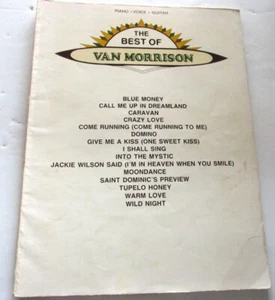 PIANO • VOICE • GUITAR
THE
BEST OF
VAN MORRISON
BLUE MONEY
CALL ME UP IN DREAMLAND
CARAVAN
CRAZY LOVE
COME RUNNING (COME RUNNING TO ME)
DOMINO
GIVE ME A KISS (ONE SWEET KISS)
I SHALL SING
INTO THE MYSTIC
JACKIE WILSON SAID (I'M IN HEAVEN WHEN YOU SMILE)
MOONDANCE
SAINT DOMINIC'S PREVIEW
TUPELO HONEY
WARM LOVE
WILD NIGHT